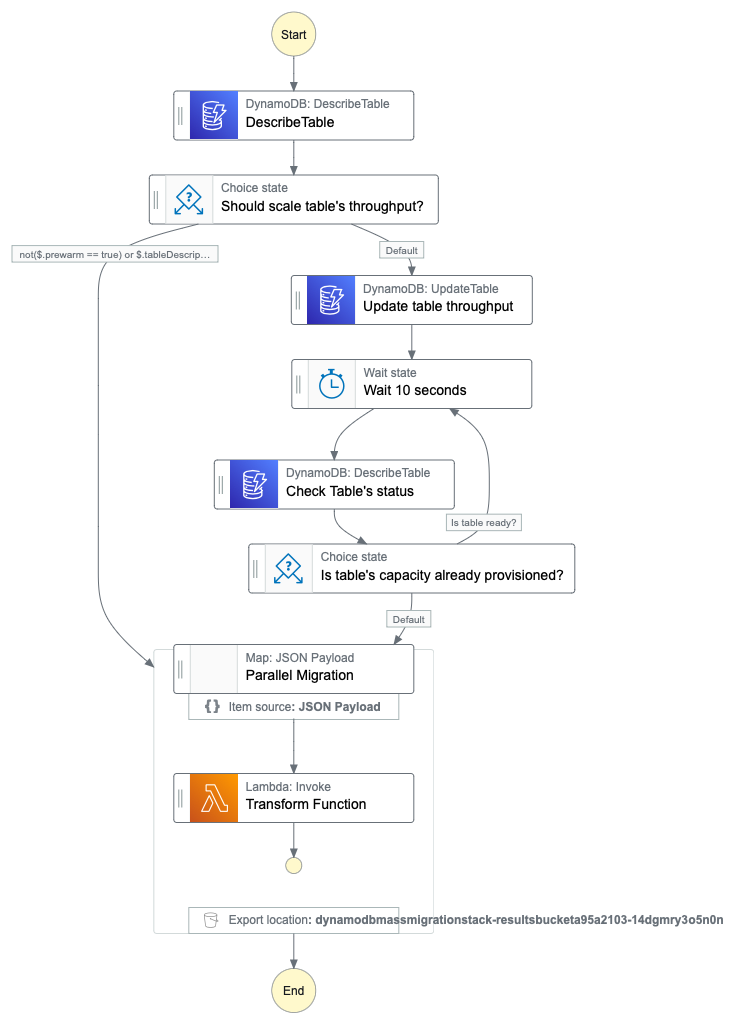 Start
DynamoDB: DescribeTable
DescribeTable
Choice state
Should scale table's throughput?
not($.prewarm == true) or $.tableDescrip...
Default
DynamoDB: UpdateTable
Update table throughput
Wait state
Wait 10 seconds
DynamoDB: DescribeTable
Check Table's status
Is table ready?
Choice state
Is table's capacity already provisioned?
Default
Map: JSON Payload
Parallel Migration
{} Item source: JSON Payload
Lambda: Invoke
Transform Function
Export location: dynamodbmassmigrationstack-resultsbucketa95a2103-14dgmry3o5n0n
End